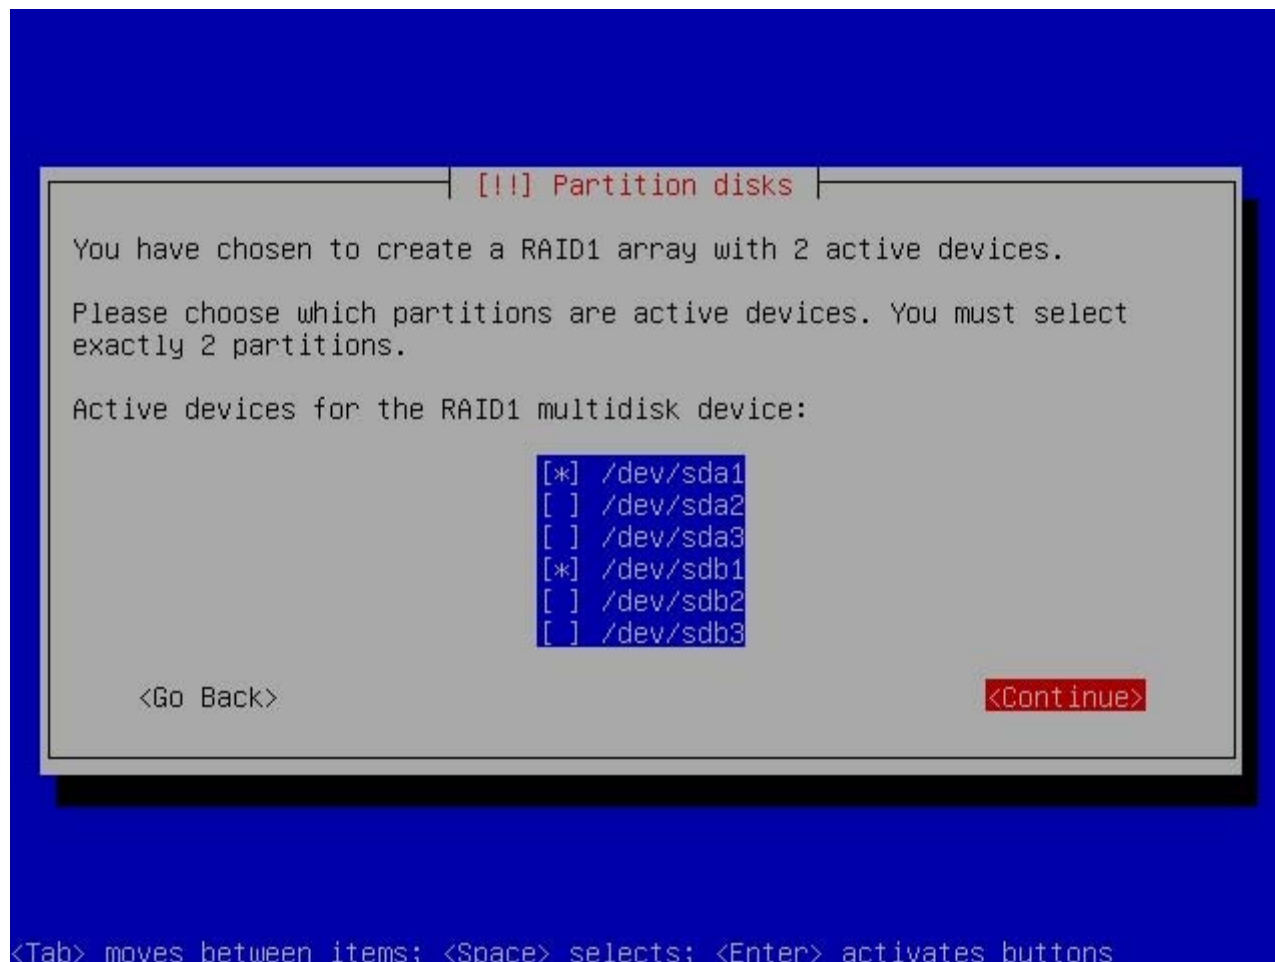 [!!] Partition disks
You have chosen to create a RAID1 array with 2 active devices.
Please choose which partitions are active devices. You must select
exactly 2 partitions.
Active devices for the RAID1 multidisk device:
[*] /dev/sda1
[ ] /dev/sda2
[ ] /dev/sda3
[*] /dev/sdb1
[ ] /dev/sdb2
[ ] /dev/sdb3
<Go Back> <Continue>
<Tab> moves between items; <Space> selects; <Enter> activates buttons